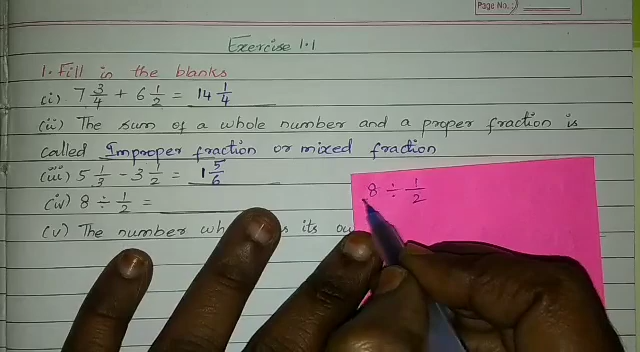 Page No.:
Exercise 1.1
1. Fill in the blanks
(i) 7 3/4 + 6 1/2 = 14 1/4
(ii) The sum of a whole number and a proper fraction is
called Improper fraction or mixed fraction
(iii) 5 1/3 - 3 1/2 = 1 5/6
(iv) 8 ÷ 1/2 =
8 ÷ 1/2
(v) The number its